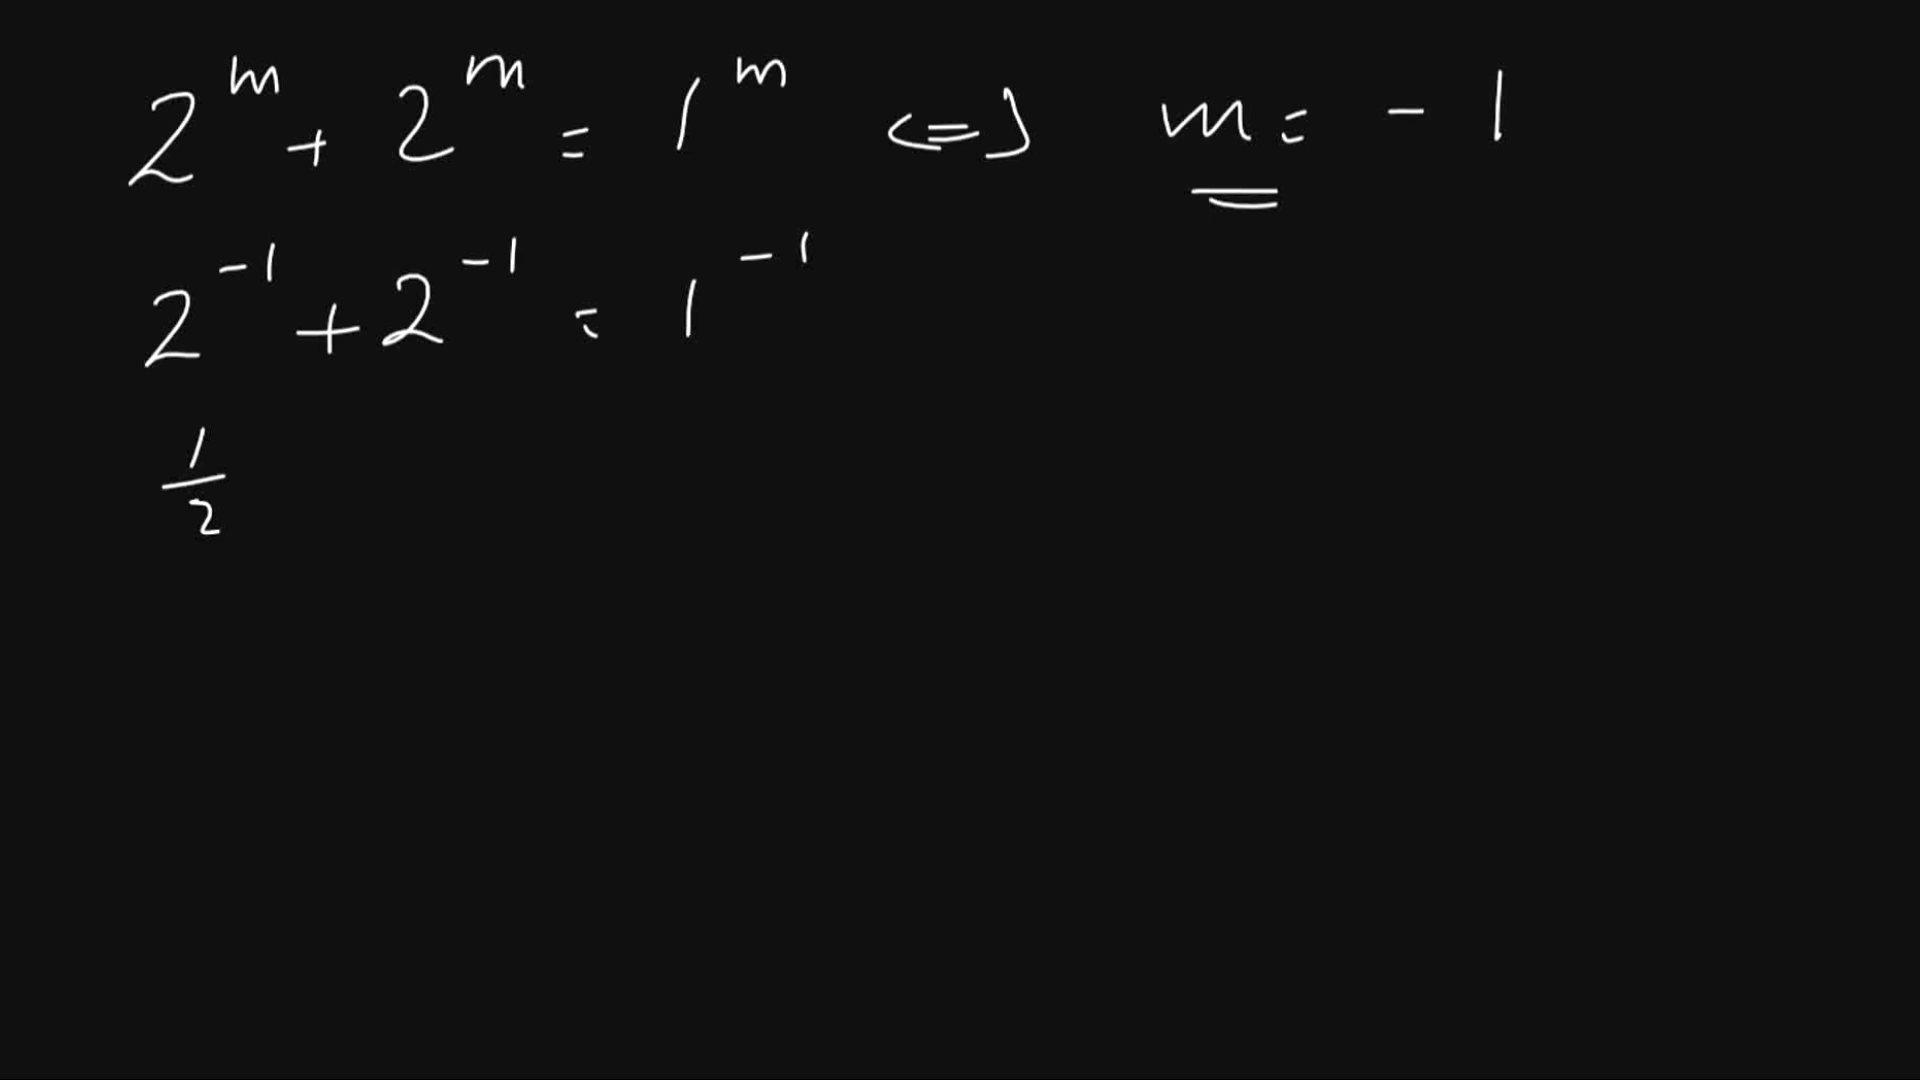 2^m + 2^m = 1^m <=> m = -1
2^-1 + 2^-1 = 1^-1
1/2